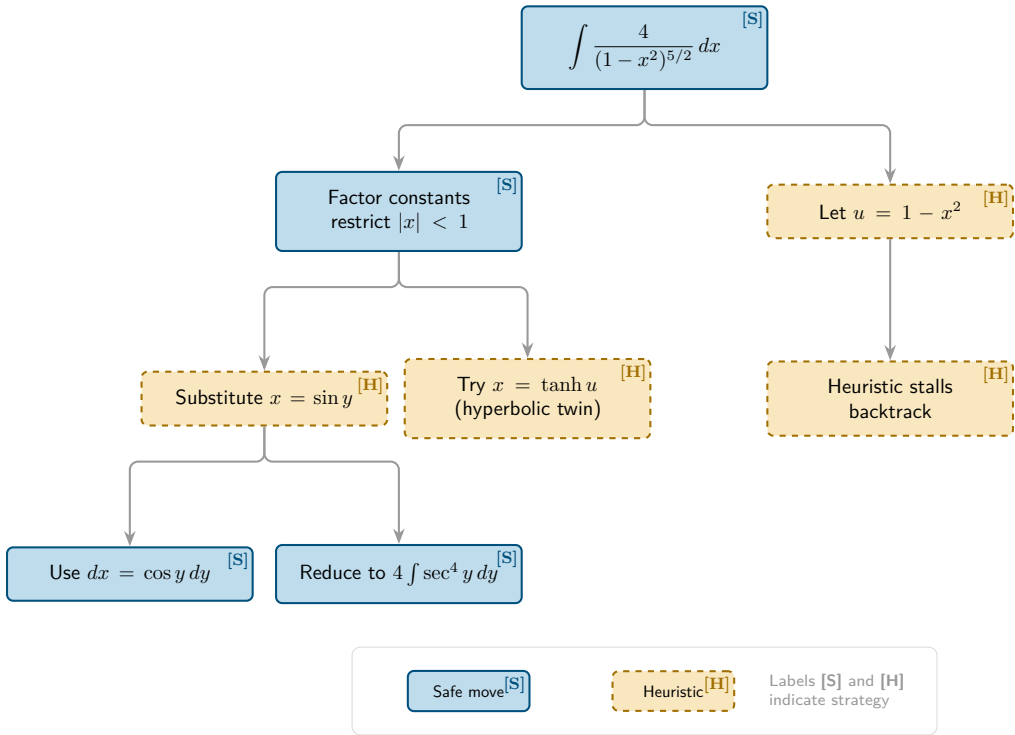 [S]
∫ 4/(1 − x²)^{5/2} dx
[S]
Factor constants
restrict |x| < 1
[H]
Let u = 1 − x²
[H]
Substitute x = sin y
[H]
Try x = tanh u
(hyperbolic twin)
[H]
Heuristic stalls
backtrack
[S]
Use dx = cos y dy
[S]
Reduce to 4 ∫ sec⁴ y dy
Safe move [S]
Heuristic [H]
Labels [S] and [H]
indicate strategy